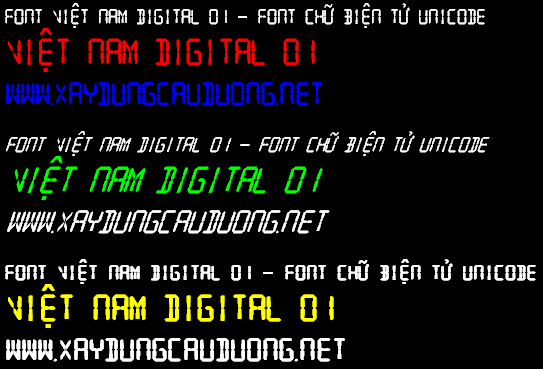 FONT VIỆT NAM DIGITAL 01 - FONT CHỮ ĐIỆN TỬ UNICODE
VIỆT NAM DIGITAL 01
WWW.XAYDUNGCAUDUONG.NET
FONT VIỆT NAM DIGITAL 01 - FONT CHỮ ĐIỆN TỬ UNICODE
VIỆT NAM DIGITAL 01
WWW.XAYDUNGCAUDUONG.NET
FONT VIỆT NAM DIGITAL 01 - FONT CHỮ ĐIỆN TỬ UNICODE
VIỆT NAM DIGITAL 01
WWW.XAYDUNGCAUDUONG.NET